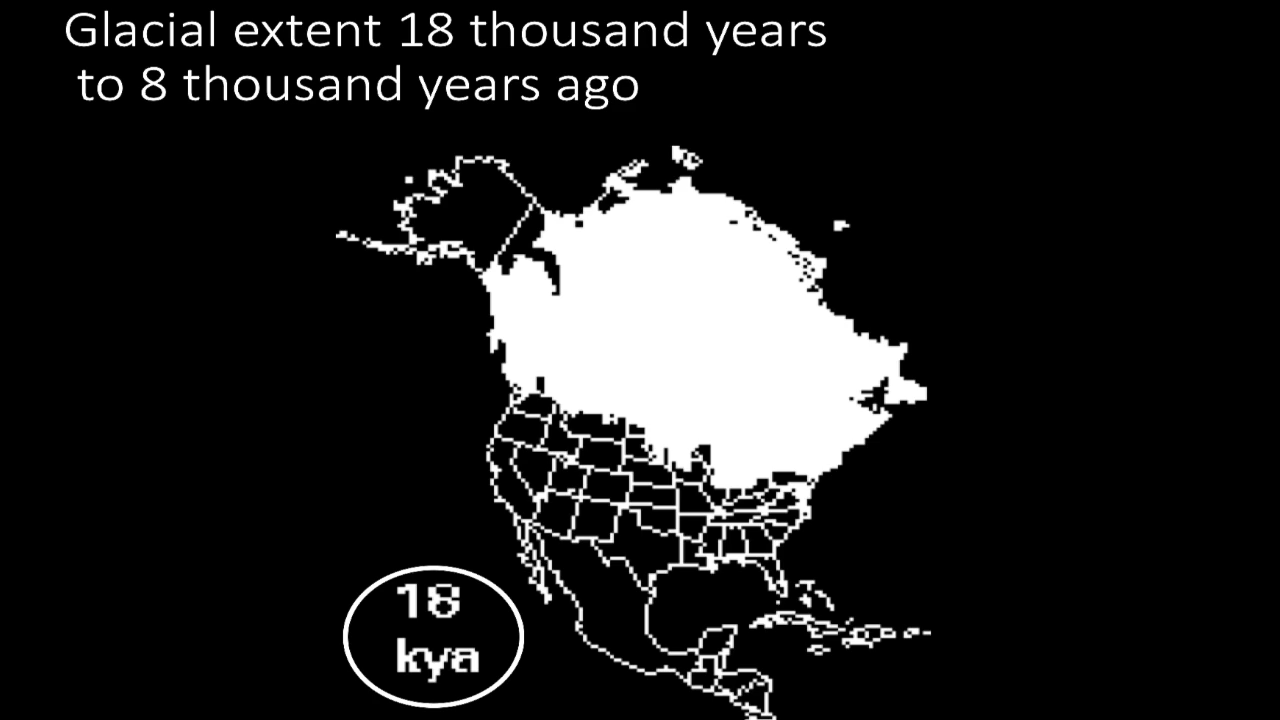 Glacial extent 18 thousand years
to 8 thousand years ago
18
kya